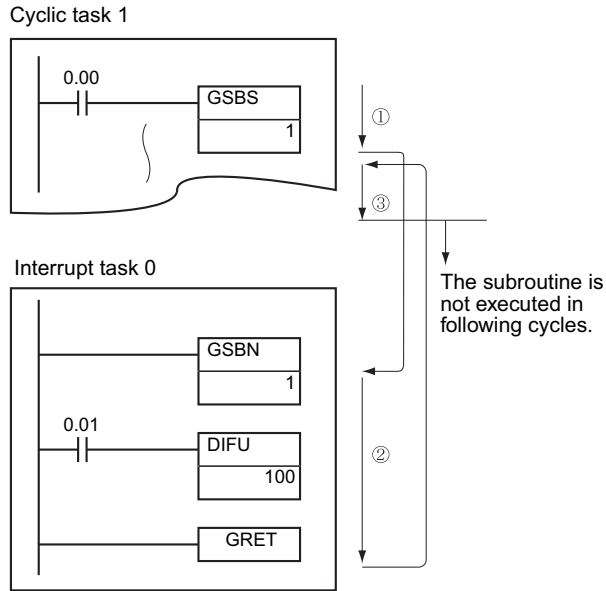 Cyclic task 1
0.00
GSBS
1
①
③
The subroutine is
not executed in
following cycles.
Interrupt task 0
GSBN
1
0.01
DIFU
100
②
GRET